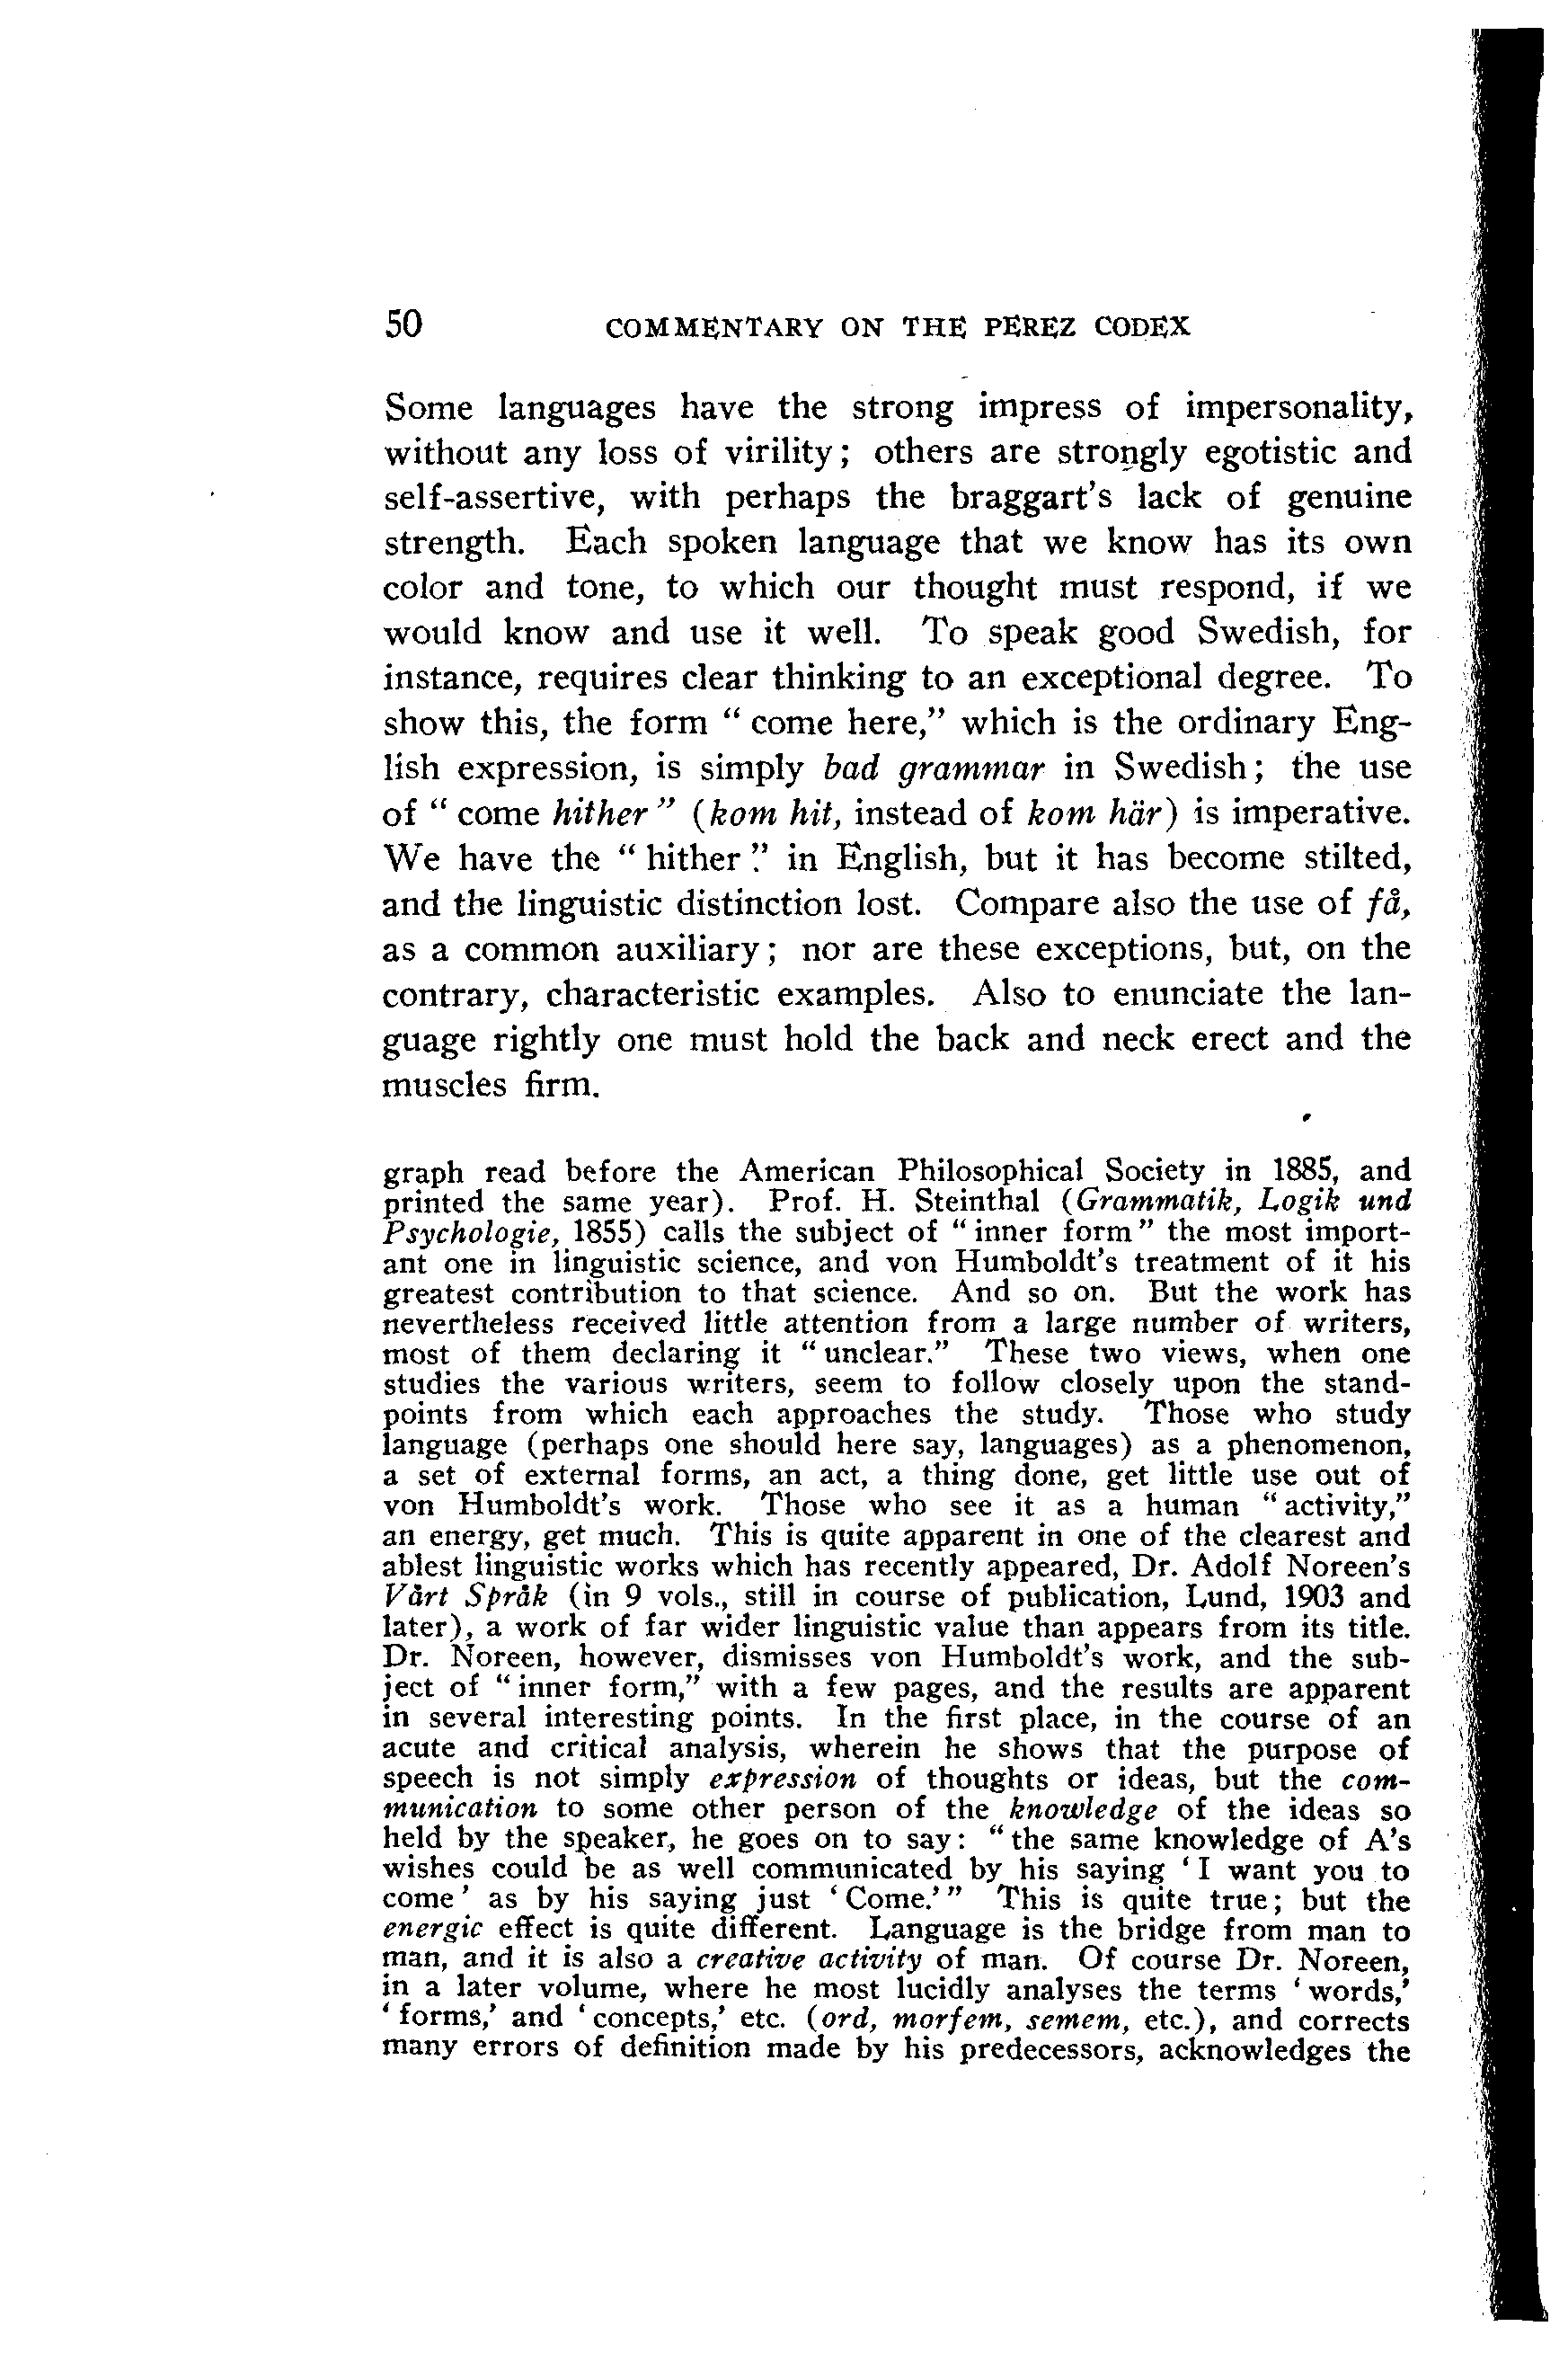 50 COMMENTARY ON THE PEREZ CODEX
Some languages have the strong impress of impersonality,
without any loss of virility; others are strongly egotistic and
self-assertive, with perhaps the braggart's lack of genuine
strength. Each spoken language that we know has its own
color and tone, to which our thought must respond, if we
would know and use it well. To speak good Swedish, for
instance, requires clear thinking to an exceptional degree. To
show this, the form "come here," which is the ordinary Eng-
lish expression, is simply bad grammar in Swedish; the use
of "come hither" (kom hit, instead of kom här) is imperative.
We have the "hither" in English, but it has become stilted,
and the linguistic distinction lost. Compare also the use of få,
as a common auxiliary; nor are these exceptions, but, on the
contrary, characteristic examples. Also to enunciate the lan-
guage rightly one must hold the back and neck erect and the
muscles firm.
graph read before the American Philosophical Society in 1885, and
printed the same year). Prof. H. Steinthal (Grammatik, Logik und
Psychologie, 1855) calls the subject of "inner form" the most import-
ant one in linguistic science, and von Humboldt's treatment of it his
greatest contribution to that science. And so on. But the work has
nevertheless received little attention from a large number of writers,
most of them declaring it "unclear." These two views, when one
studies the various writers, seem to follow closely upon the stand-
points from which each approaches the study. Those who study
language (perhaps one should here say, languages) as a phenomenon,
a set of external forms, an act, a thing done, get little use out of
von Humboldt's work. Those who see it as a human "activity,"
an energy, get much. This is quite apparent in one of the clearest and
ablest linguistic works which has recently appeared, Dr. Adolf Noreen's
Vårt Språk (in 9 vols., still in course of publication, Lund, 1903 and
later), a work of far wider linguistic value than appears from its title.
Dr. Noreen, however, dismisses von Humboldt's work, and the sub-
ject of "inner form," with a few pages, and the results are apparent
in several interesting points. In the first place, in the course of an
acute and critical analysis, wherein he shows that the purpose of
speech is not simply expression of thoughts or ideas, but the com-
munication to some other person of the knowledge of the ideas so
held by the speaker, he goes on to say: "the same knowledge of A's
wishes could be as well communicated by his saying 'I want you to
come' as by his saying just 'Come.'" This is quite true; but the
energic effect is quite different. Language is the bridge from man to
man, and it is also a creative activity of man. Of course Dr. Noreen,
in a later volume, where he most lucidly analyses the terms 'words,'
'forms,' and 'concepts,' etc. (ord, morfem, semem, etc.), and corrects
many errors of definition made by his predecessors, acknowledges the